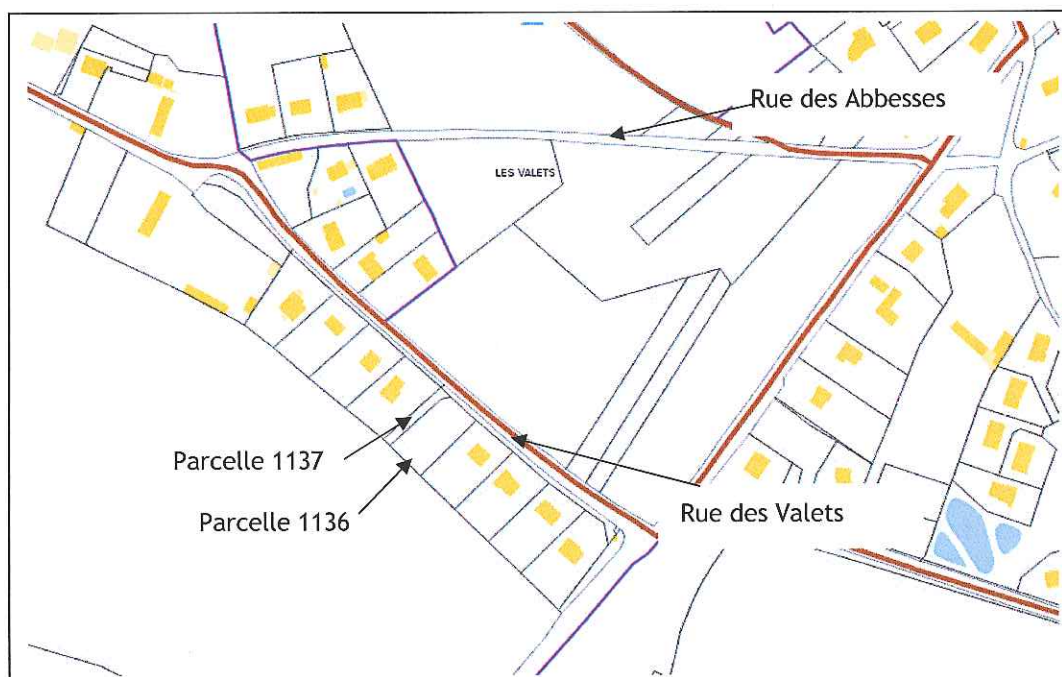 Rue des Abbesses
LES VALETS
Parcelle 1137
Parcelle 1136
Rue des Valets